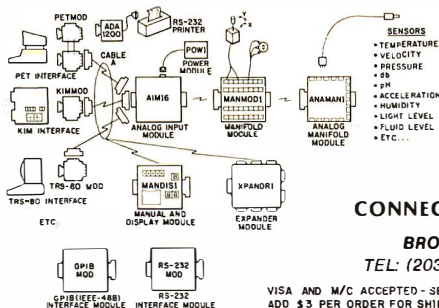 PETMOD
ADA
1200
RS-232
PRINTER
CABLE
A
POW1
POWER
MODULE
PET INTERFACE
KIMMOD
KIM INTERFACE
AIM16
ANALOG INPUT
MODULE
MANMOD1
MANIFOLD
MODULE
ANAMAN1
ANALOG
MANIFOLD
MODULE
SENSORS
• TEMPERATURE
• VELOCITY
• PRESSURE
• db
• pH
• ACCELERATION
• HUMIDITY
• LIGHT LEVEL
• FLUID LEVEL
• ETC...
TRS-80 MOD
TRS-80 INTERFACE
ETC
MANDIS1
MANUAL AND
DISPLAY MODULE
XPANDR1
EXPANDER
MODULE
GPIB
MOD
GPIB(IEEE-488)
INTERFACE MODULE
RS-232
MOD
RS-232
INTERFACE MODULE
CONNEC
BRO
TEL: (203
VISA AND M/C ACCEPTED - SE
ADD $3 PER ORDER FOR SHIP